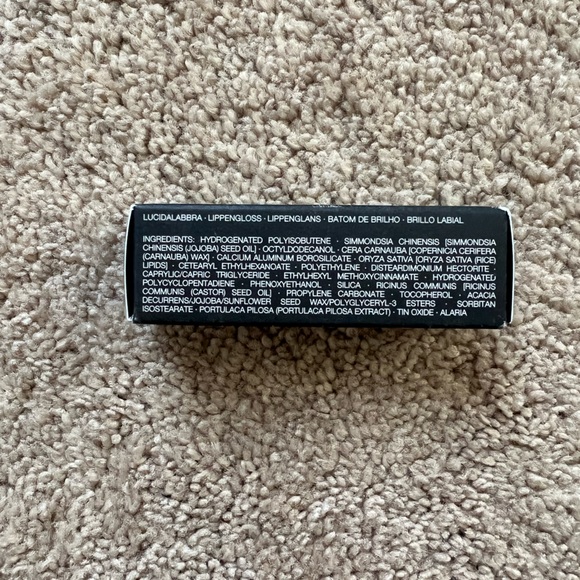 LUCIDALABBRA · LIPPENGLOSS · LIPPENGLANS · BATOM DE BRILHO · BRILLO LABIAL
INGREDIENTS: HYDROGENATED POLYISOBUTENE · SIMMONDSIA CHINENSIS [SIMMONDSIA
CHINENSIS (JOJOBA) SEED OIL] · OCTYLDODECANOL · CERA CARNAUBA [COPERNICIA CERIFERA
(CARNAUBA) WAX] · CALCIUM ALUMINUM BOROSILICATE · ORYZA SATIVA [ORYZA SATIVA (RICE)
LIPIDS] · CETEARYL ETHYLHEXANOATE · POLYETHYLENE · DISTEARDIMONIUM HECTORITE ·
CAPRYLIC/CAPRIC TRIGLYCERIDE · ETHYLHEXYL METHOXYCINNAMATE · HYDROGENATED/
POLYCYCLOPENTADIENE · PHENOXYETHANOL · SILICA · RICINUS COMMUNIS [RICINUS
COMMUNIS (CASTOR) SEED OIL] · PROPYLENE CARBONATE · TOCOPHEROL · ACACIA
DECURRENS/JOJOBA/SUNFLOWER SEED WAX/POLYGLYCERYL-3 ESTERS · SORBITAN
ISOSTEARATE · PORTULACA PILOSA (PORTULACA PILOSA EXTRACT) · TIN OXIDE · ALARIA